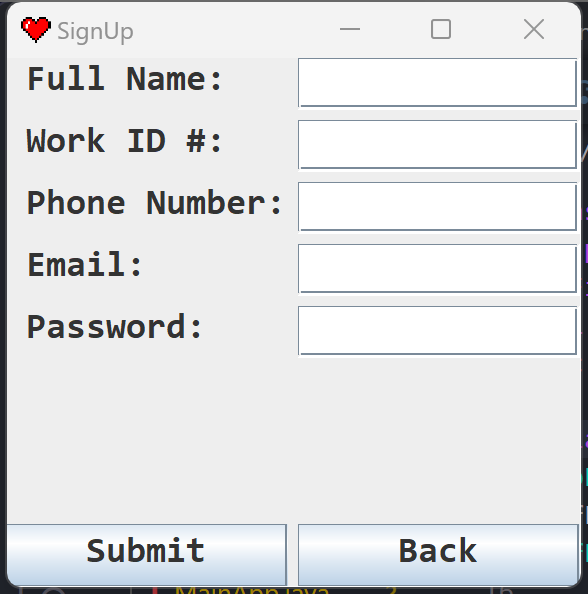 SignUp
Full Name:
Work ID #:
Phone Number:
Email:
Password:
Submit Back